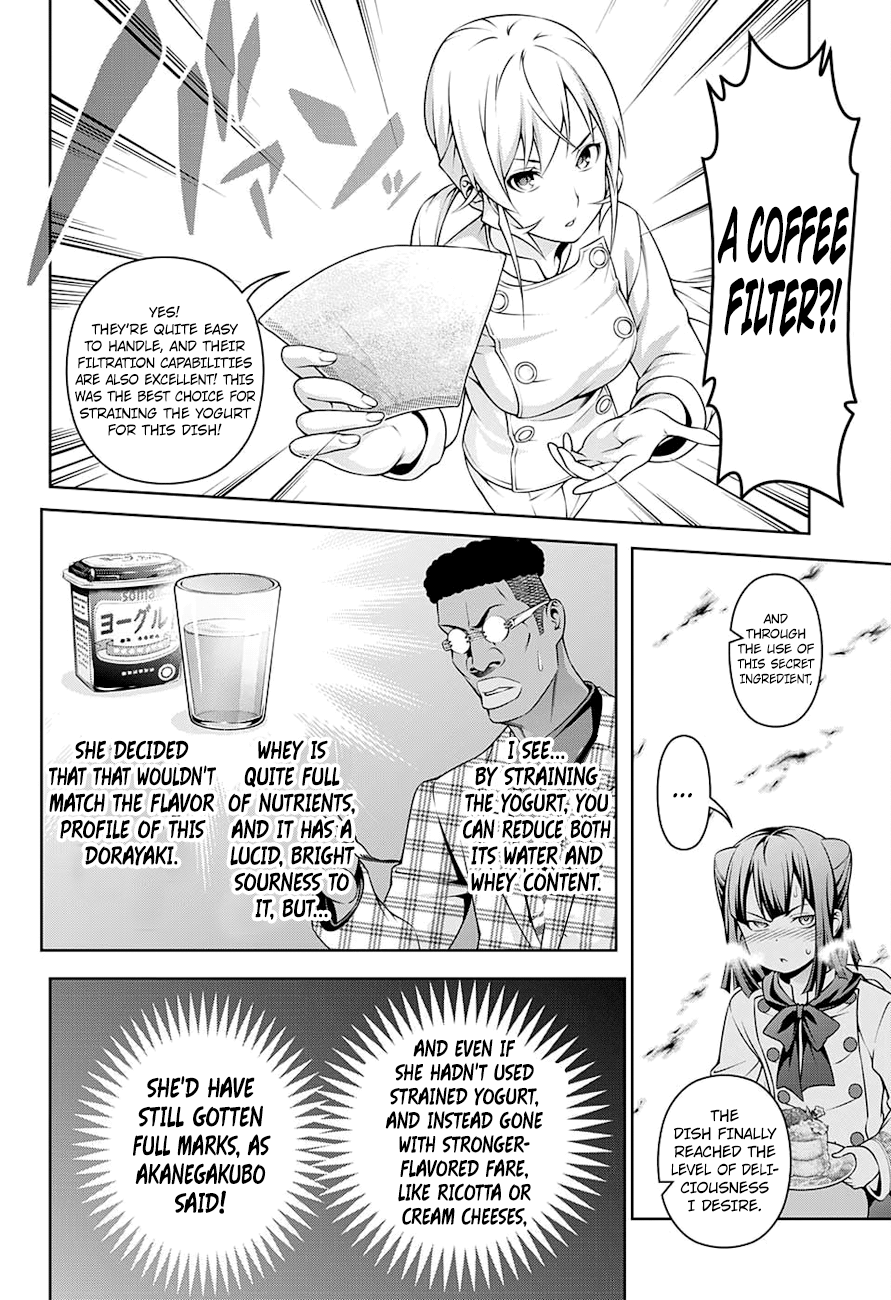 A COFFEE
FILTER?!
YES!
THEY'RE QUITE EASY
TO HANDLE, AND THEIR
FILTRATION CAPABILITIES
ARE ALSO EXCELLENT! THIS
WAS THE BEST CHOICE FOR
STRAINING THE YOGURT
FOR THIS DISH!
AND
THROUGH
THE USE OF
THIS SECRET
INGREDIENT,
...
THE
DISH FINALLY
REACHED THE
LEVEL OF DELI-
CIOUSNESS
I DESIRE.
soma
ヨーグル
I SEE...
BY STRAINING
THE YOGURT, YOU
CAN REDUCE BOTH
ITS WATER AND
WHEY CONTENT.
WHEY IS
QUITE FULL
OF NUTRIENTS,
AND IT HAS A
LUCID, BRIGHT
SOURNESS TO
IT, BUT...
SHE DECIDED
THAT THAT WOULDN'T
MATCH THE FLAVOR
PROFILE OF THIS
DORAYAKI.
AND EVEN IF
SHE HADN'T USED
STRAINED YOGURT,
AND INSTEAD GONE
WITH STRONGER-
FLAVORED FARE,
LIKE RICOTTA OR
CREAM CHEESES,
SHE'D HAVE
STILL GOTTEN
FULL MARKS, AS
AKANEGAKUBO
SAID!